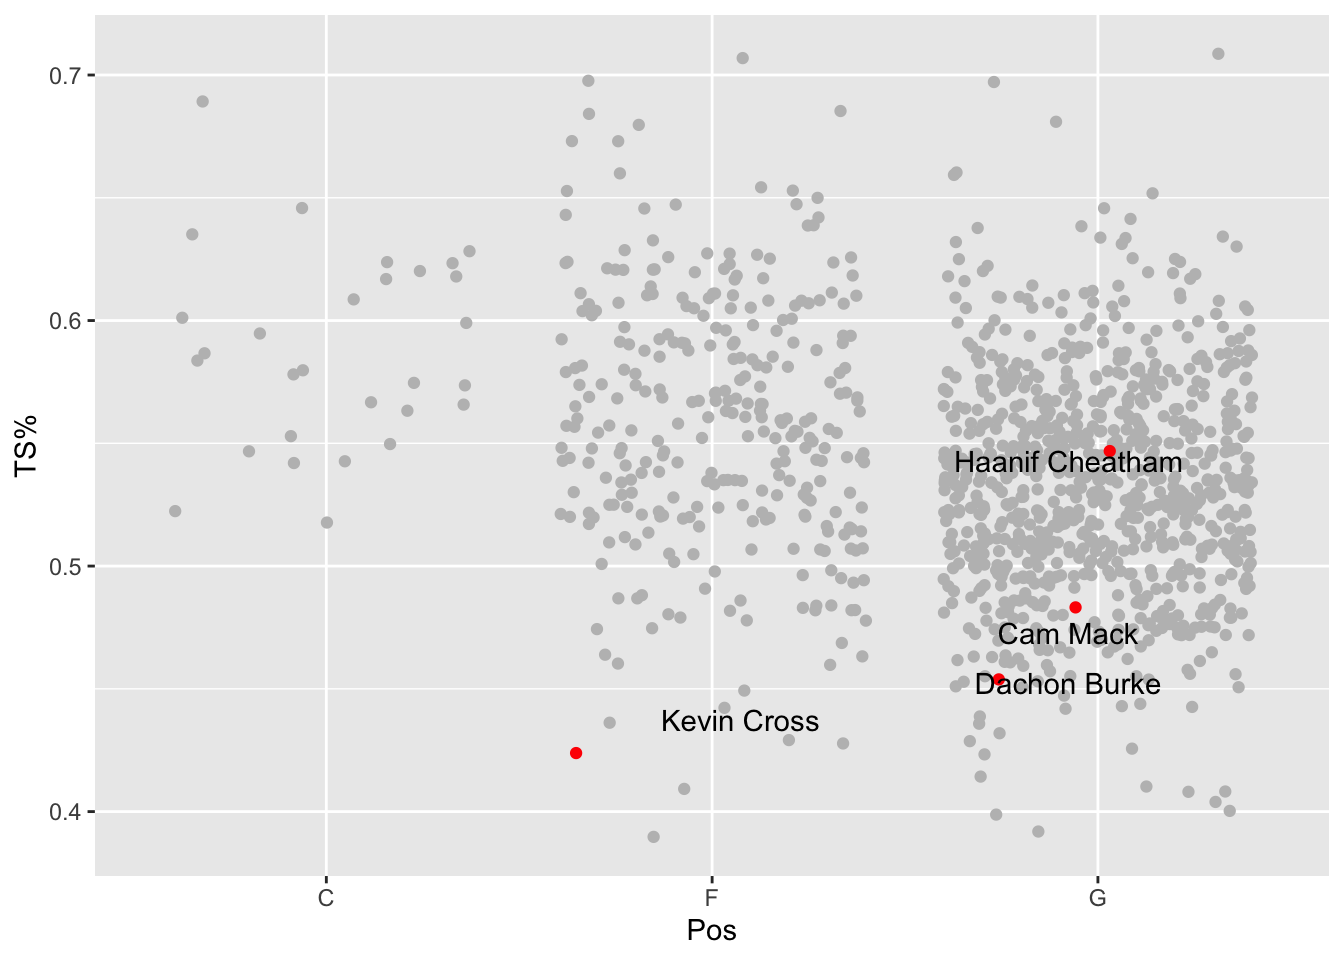 0.7
0.6
Haanif Cheatham
0.5
Cam Mack
Dachon Burke
Kevin Cross
0.4
TS%
C
F
G
Pos